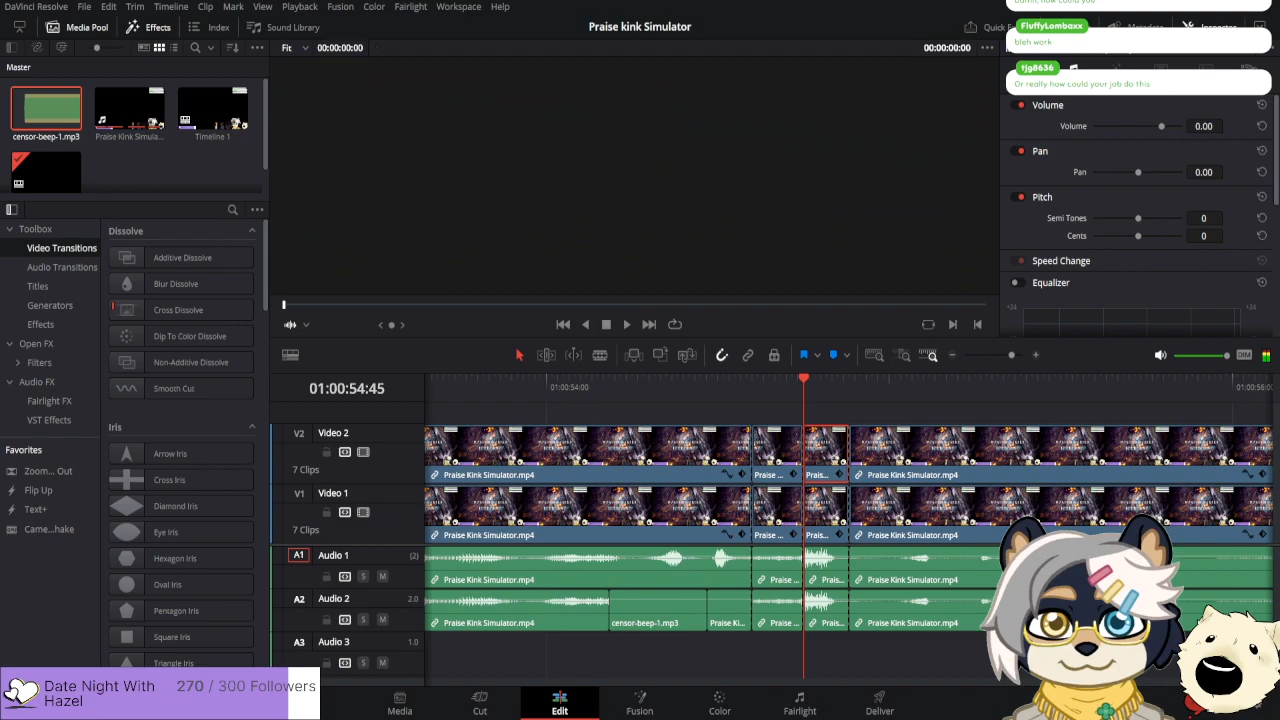 DaVinci Resolve File Edit Trim Timeline Clip Mark View Playback Fusion Fairlight Workspace Help
Media Pool Effects Sound Library Praise kink Simulator Inspector
FluffyLombaxx
bleh work
tjg8636
Or really how could your job do this
Fit 00:00:00:00
Master
censor-beep-1.mp3 Praise Kink Simula... Timeline 1
Volume
Volume 0.00
Pan
Pan 0.00
Pitch
Semi Tones 0
Cents 0
Speed Change
Equalizer
+24 +24
Toolbox
Video Transitions
Audio Transitions
Titles
Generators
Effects
Open FX
Filters
Audio FX
Fairlight FX
VST Effects
Favorites
Zoom... Out
Flip Up
Text+
Came...hake
Dissolve
Additive Dissolve
Blur Dissolve
Cross Dissolve
Dip To Color Dissolve
Non-Additive Dissolve
Smooth Cut
Iris
Arrow Iris
Cross Iris
Diamond Iris
Eye Iris
Hexagon Iris
Oval Iris
Pentagon Iris
Square Iris
Triangle Iris
DIM
01:00:54:45 01:00:54:00 01:00:56:0
V2 Video 2
7 Clips Praise Kink Simulator.mp4 Praise ... Prais... Praise Kink Simulator.mp4
V1 Video 1
7 Clips Praise Kink Simulator.mp4 Praise ... Prais... Praise Kink Simulator.mp4
A1 Audio 1 (2)
S M Praise Kink Simulator.mp4 Praise ... Prais... Praise Kink Simulator.mp4
A2 Audio 2 2.0
S M Praise Kink Simulator.mp4 censor-beep-1.mp3 Praise Ki... Praise ... Prais... Praise Kink Simulator.mp4
A3 Audio 3 1.0
S M
Date Night With Hazel 270 / 300 Followers
edia Cut Edit Fusion Color Fairlight Deliver